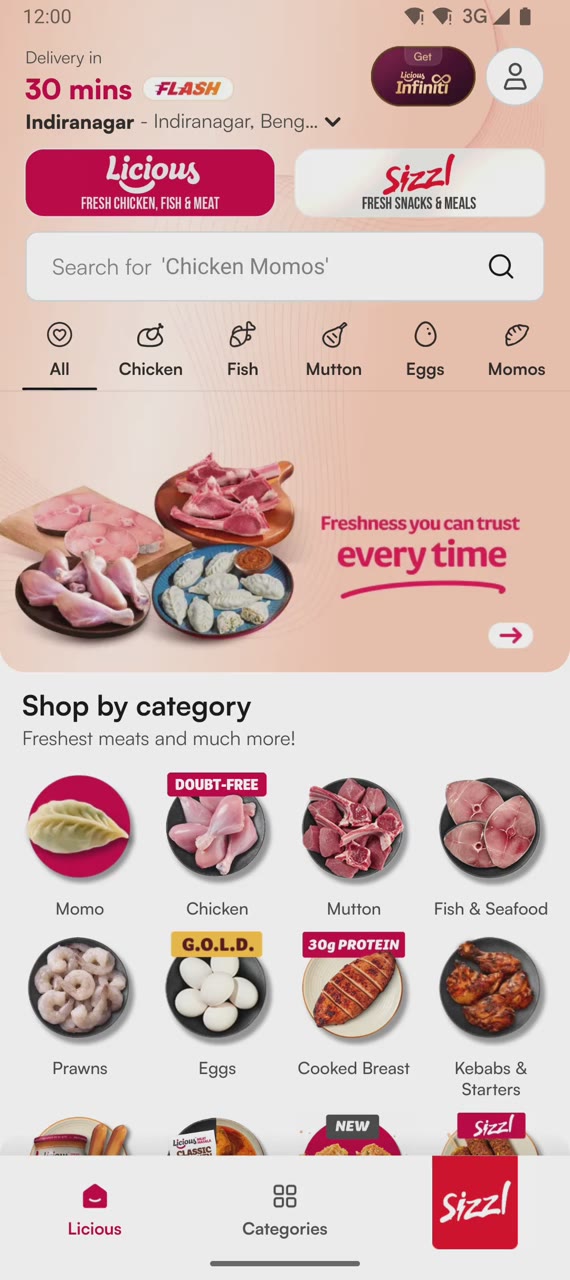 12:00
3G
Delivery in
30 mins FLASH
Get
Licious
Infiniti
Indiranagar - Indiranagar, Beng...
Licious
FRESH CHICKEN, FISH & MEAT
Sizzl
FRESH SNACKS & MEALS
Search for 'Chicken Momos'
All
Chicken
Fish
Mutton
Eggs
Momos
Freshness you can trust
every time
Shop by category
Freshest meats and much more!
DOUBT-FREE
Momo
Chicken
Mutton
Fish & Seafood
G.O.L.D.
30g PROTEIN
Prawns
Eggs
Cooked Breast
Kebabs &
Starters
Licious
CLASSIC
NEW
Sizzl
Licious
Categories
Sizzl